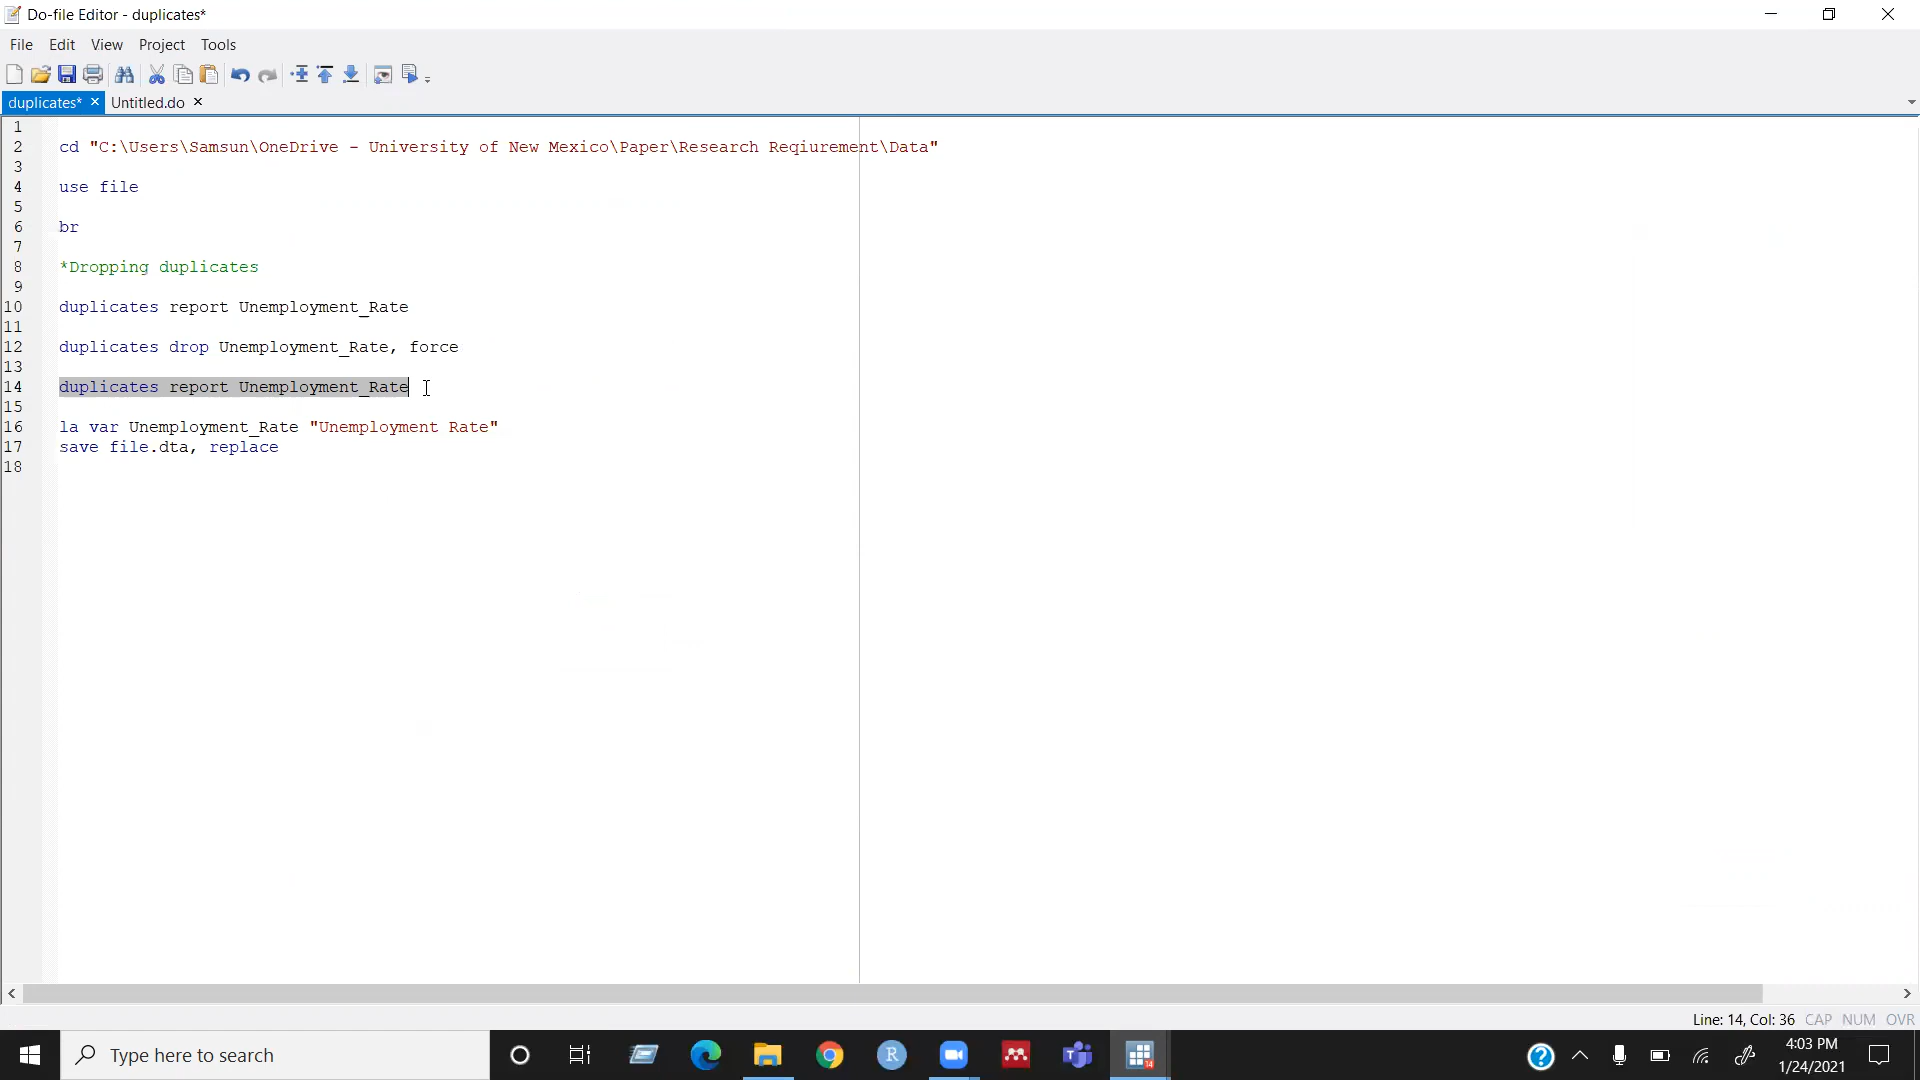 Do-file Editor - duplicates*
File Edit View Project Tools
duplicates* Untitled.do
1
2 cd "C:\Users\Samsun\OneDrive - University of New Mexico\Paper\Research Reqiurement\Data"
3
4 use file
5
6 br
7
8 *Dropping duplicates
9
10 duplicates report Unemployment_Rate
11
12 duplicates drop Unemployment_Rate, force
13
14 duplicates report Unemployment_Rate
15
16 la var Unemployment_Rate "Unemployment Rate"
17 save file.dta, replace
18
Line: 14, Col: 36 CAP NUM OVR
Type here to search
R
14
4:03 PM
1/24/2021